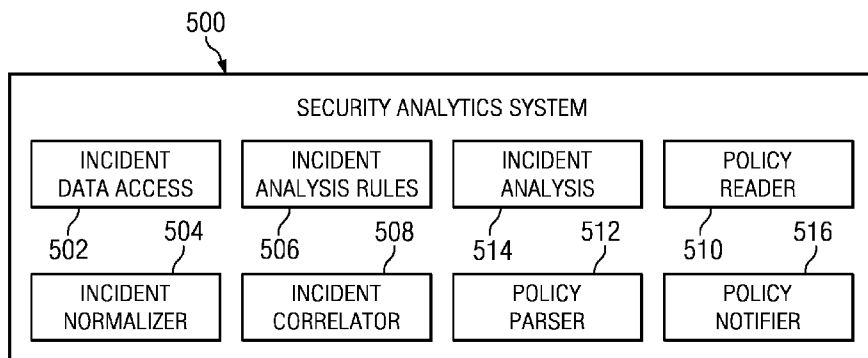 500
SECURITY ANALYTICS SYSTEM
INCIDENT
DATA ACCESS
INCIDENT
ANALYSIS RULES
INCIDENT
ANALYSIS
POLICY
READER
502
504
506
508
514
512
510
516
INCIDENT
NORMALIZER
INCIDENT
CORRELATOR
POLICY
PARSER
POLICY
NOTIFIER